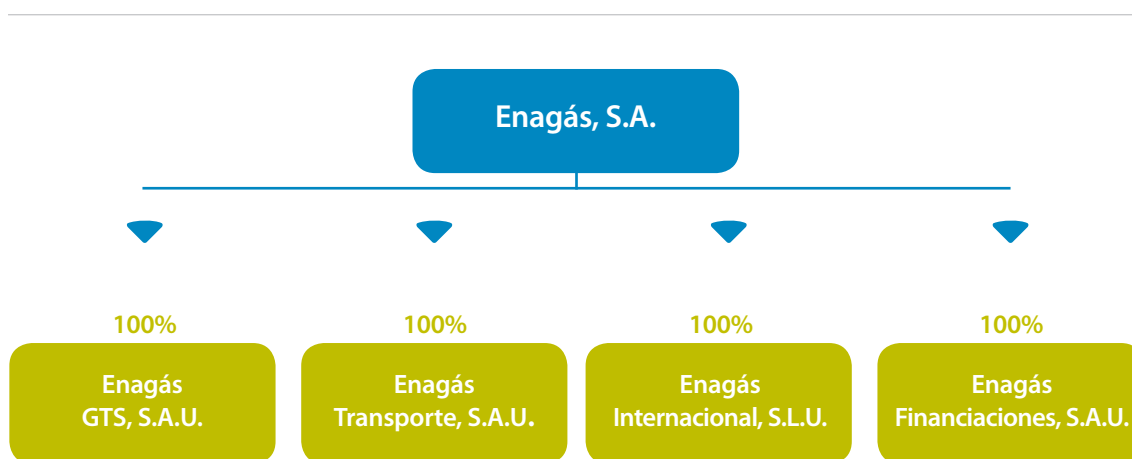 Enagás, S.A.
100%
100%
100%
100%
Enagás
GTS, S.A.U.
Enagás
Transporte, S.A.U.
Enagás
Internacional, S.L.U.
Enagás
Financiaciones, S.A.U.